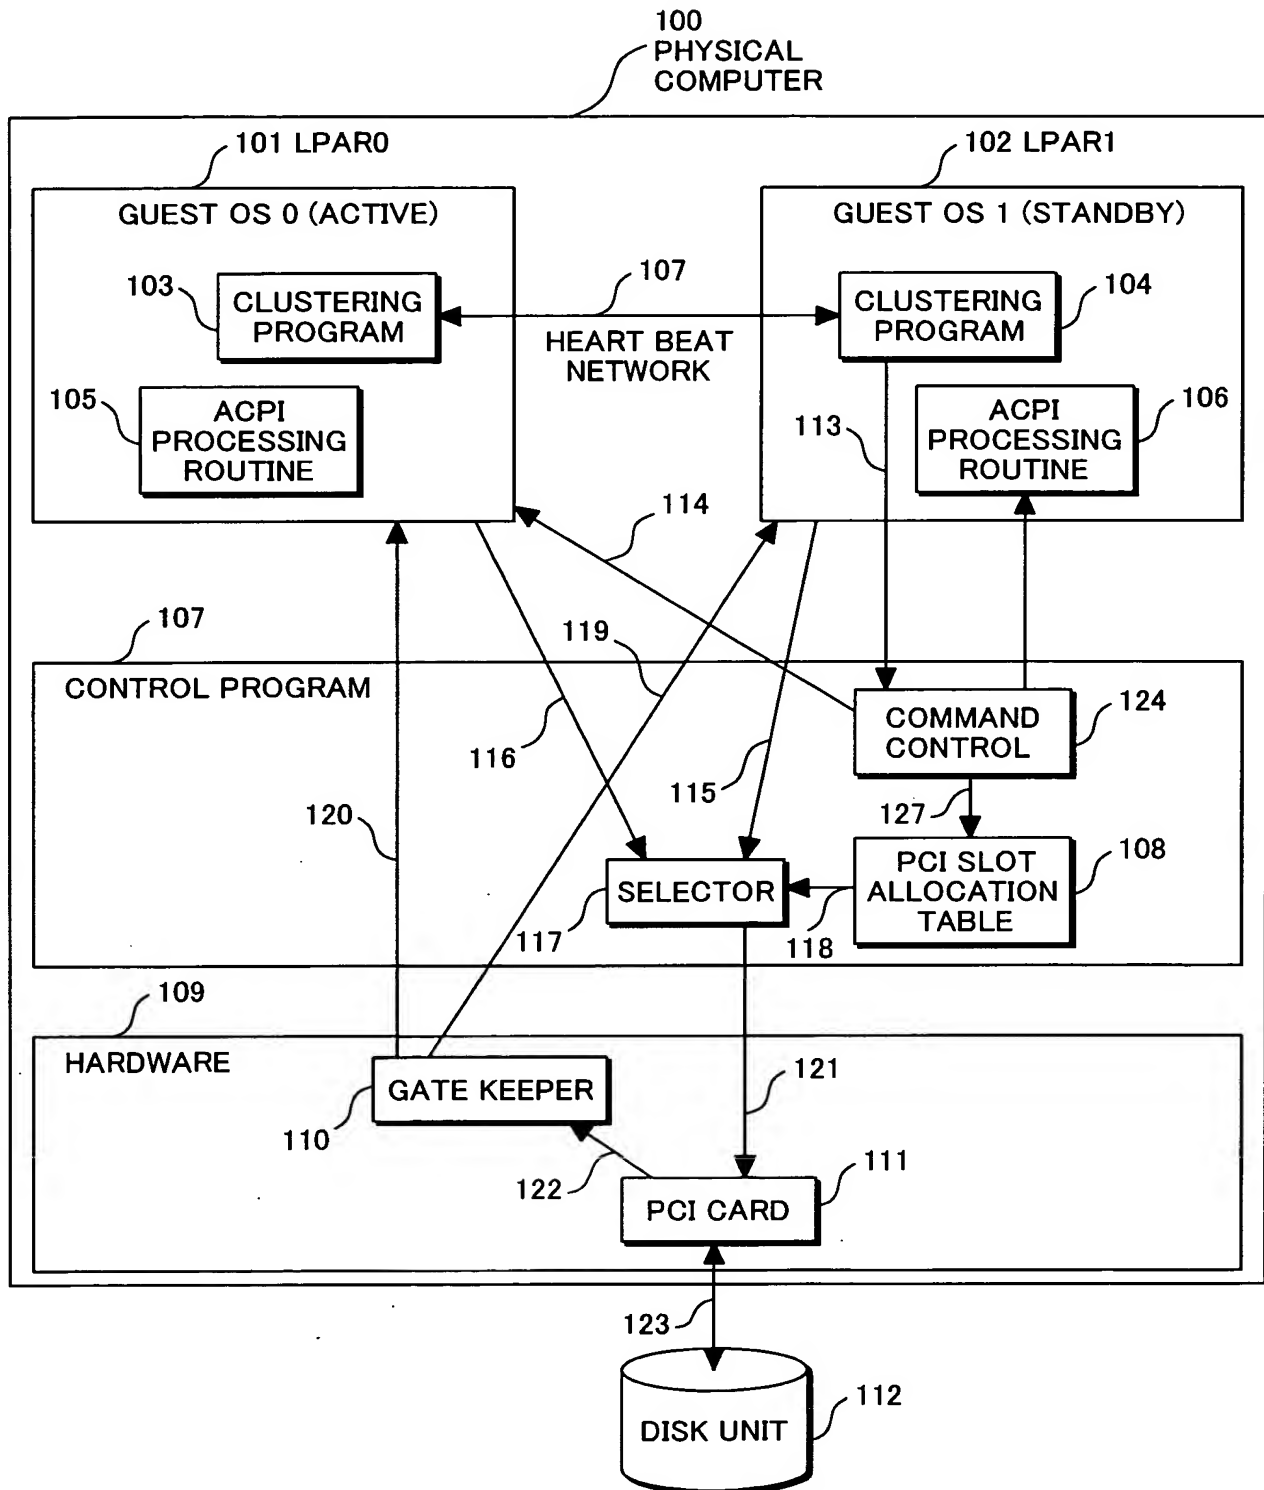 100
PHYSICAL
COMPUTER
101 LPAR0
102 LPAR1
GUEST OS 0 (ACTIVE)
GUEST OS 1 (STANDBY)
103
CLUSTERING
PROGRAM
107
HEART BEAT
NETWORK
CLUSTERING
PROGRAM
104
105
ACPI
PROCESSING
ROUTINE
113
ACPI
PROCESSING
ROUTINE
106
114
107
119
CONTROL PROGRAM
116
COMMAND
CONTROL
124
115
127
120
SELECTOR
117
118
PCI SLOT
ALLOCATION
TABLE
108
109
HARDWARE
GATE KEEPER
110
121
122
PCI CARD
111
123
DISK UNIT
112